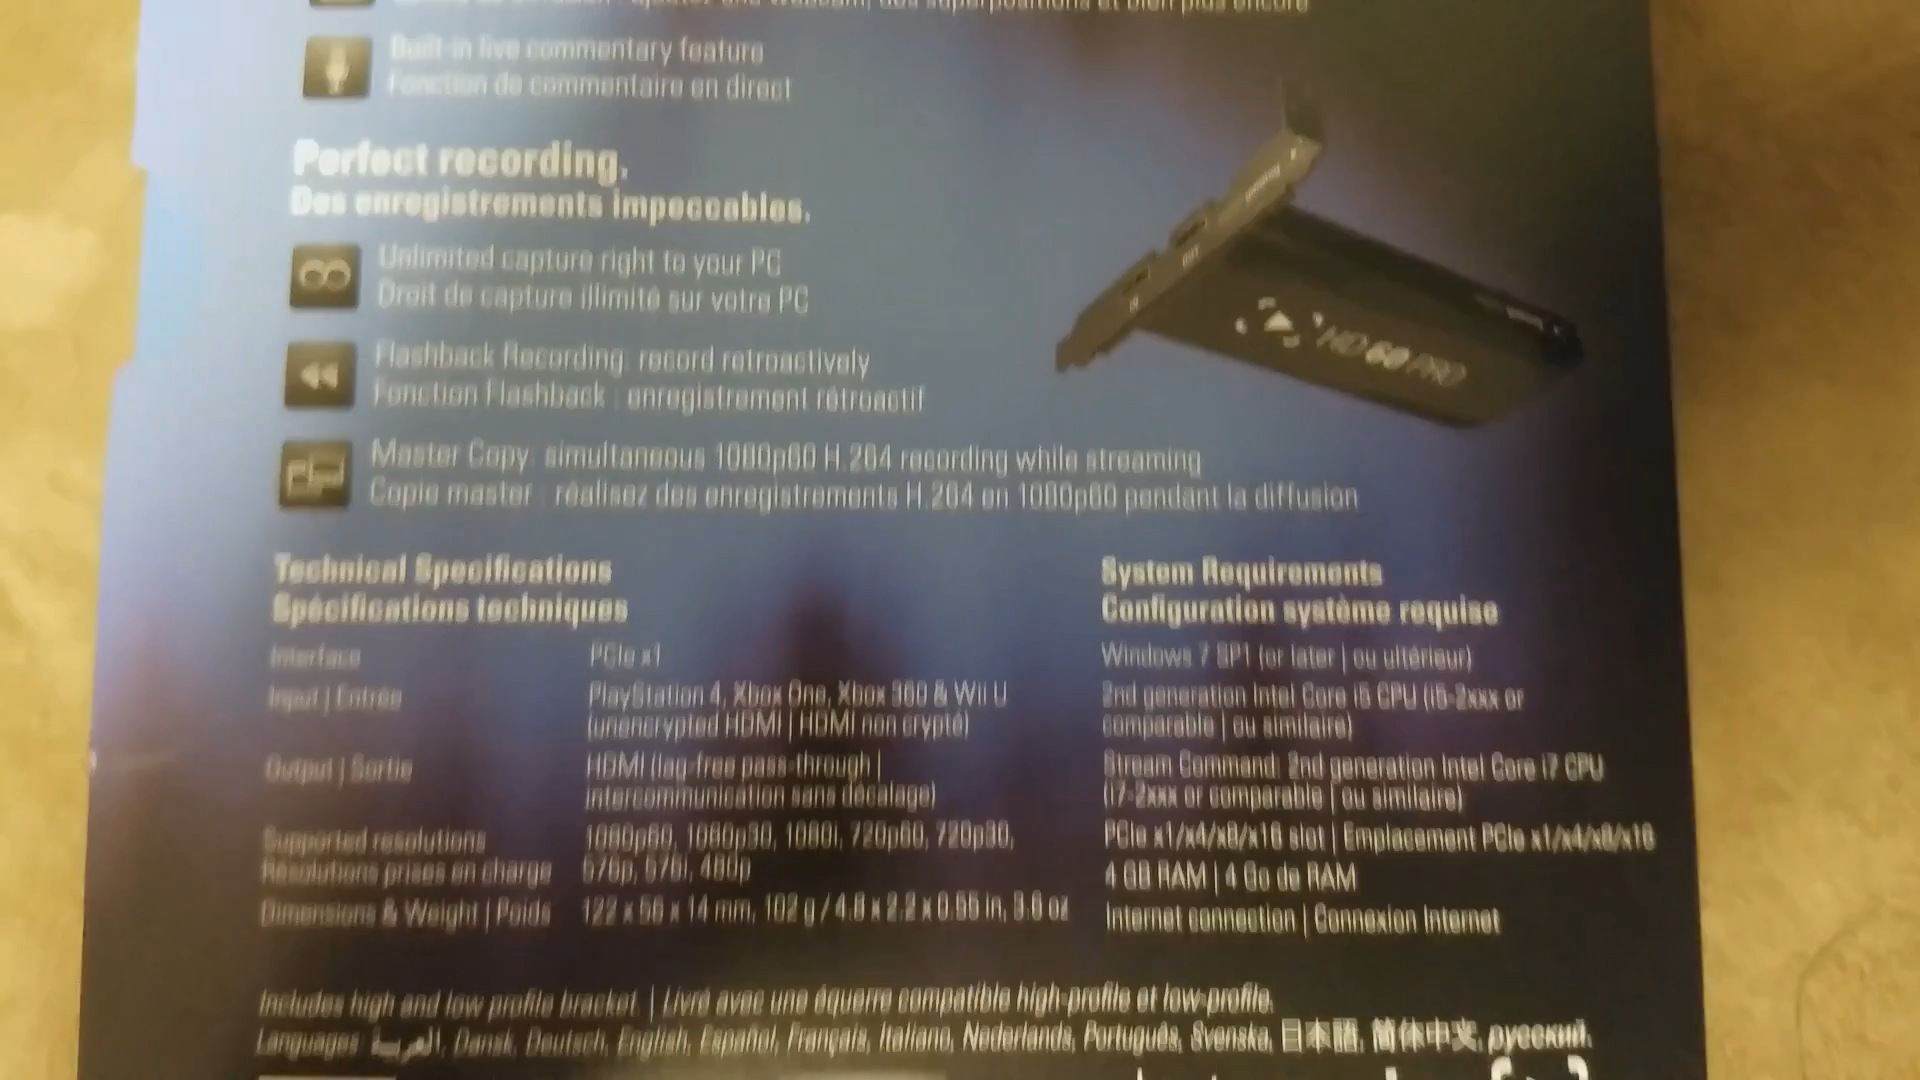 Built-in live commentary feature
Fonction de commentaire en direct
Perfect recording.
Des enregistrements impeccables.
Unlimited capture right to your PC
Droit de capture illimité sur votre PC
Flashback Recording: record retroactively
Fonction Flashback : enregistrement rétroactif
Master Copy: simultaneous 1080p60 H.264 recording while streaming
Copie master : réalisez des enregistrements H.264 en 1080p60 pendant la diffusion
HD60 PRO
Technical Specifications
Spécifications techniques
Interface
PCIe x1
Input | Entrée
PlayStation 4, Xbox One, Xbox 360 & Wii U
(unencrypted HDMI | HDMI non crypté)
Output | Sortie
HDMI (lag-free pass-through |
intercommunication sans décalage)
Supported resolutions
Résolutions prises en charge
1080p60, 1080p30, 1080i, 720p60, 720p30,
576p, 576i, 480p
Dimensions & Weight | Poids
122 x 56 x 14 mm, 102 g / 4.8 x 2.2 x 0.55 in, 3.6 oz
System Requirements
Configuration système requise
Windows 7 SP1 (or later | ou ultérieur)
2nd generation Intel Core i5 CPU (i5-2xxx or
comparable | ou similaire)
Stream Command: 2nd generation Intel Core i7 CPU
(i7-2xxx or comparable | ou similaire)
PCIe x1/x4/x8/x16 slot | Emplacement PCIe x1/x4/x8/x16
4 GB RAM | 4 Go de RAM
Internet connection | Connexion Internet
Includes high and low profile bracket. | Livré avec une équerre compatible high-profile et low-profile.
Languages: العربية, Dansk, Deutsch, English, Español, Français, Italiano, Nederlands, Português, Svenska, 日本語, 简体中文, русский.